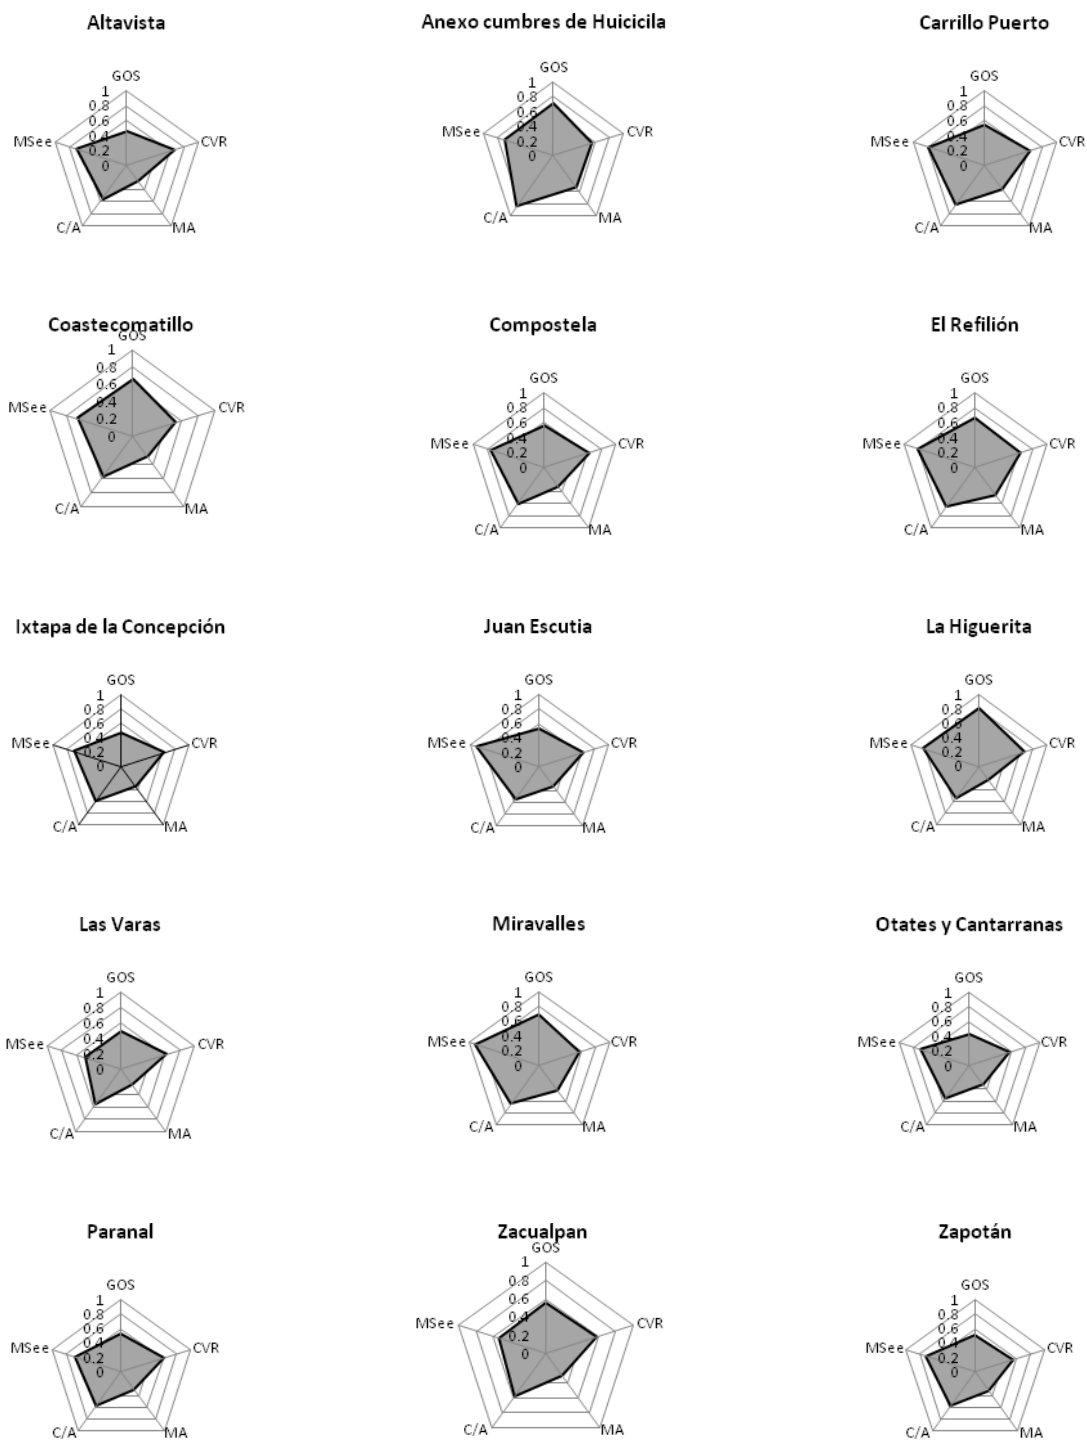 Altavista
GOS
1
0.8
0.6
0.4
0.2
0
MSee
CVR
C/A
MA
Anexo cumbres de Huicicila
GOS
1
0.8
0.6
0.4
0.2
0
MSee
CVR
C/A
MA
Carrillo Puerto
GOS
1
0.8
0.6
0.4
0.2
0
MSee
CVR
C/A
MA
Coastecomatillo
GOS
1
0.8
0.6
0.4
0.2
0
MSee
CVR
C/A
MA
Compostela
GOS
1
0.8
0.6
0.4
0.2
0
MSee
CVR
C/A
MA
El Refilión
GOS
1
0.8
0.6
0.4
0.2
0
MSee
CVR
C/A
MA
Ixtapa de la Concepción
GOS
1
0.8
0.6
0.4
0.2
0
MSee
CVR
C/A
MA
Juan Escutia
GOS
1
0.8
0.6
0.4
0.2
0
MSee
CVR
C/A
MA
La Higuerita
GOS
1
0.8
0.6
0.4
0.2
0
MSee
CVR
C/A
MA
Las Varas
GOS
1
0.8
0.6
0.4
0.2
0
MSee
CVR
C/A
MA
Miravalles
GOS
1
0.8
0.6
0.4
0.2
0
MSee
CVR
C/A
MA
Otates y Cantarranas
GOS
1
0.8
0.6
0.4
0.2
0
MSee
CVR
C/A
MA
Paranal
GOS
1
0.8
0.6
0.4
0.2
0
MSee
CVR
C/A
MA
Zacualpan
GOS
1
0.8
0.6
0.4
0.2
0
MSee
CVR
C/A
MA
Zapotán
GOS
1
0.8
0.6
0.4
0.2
0
MSee
CVR
C/A
MA